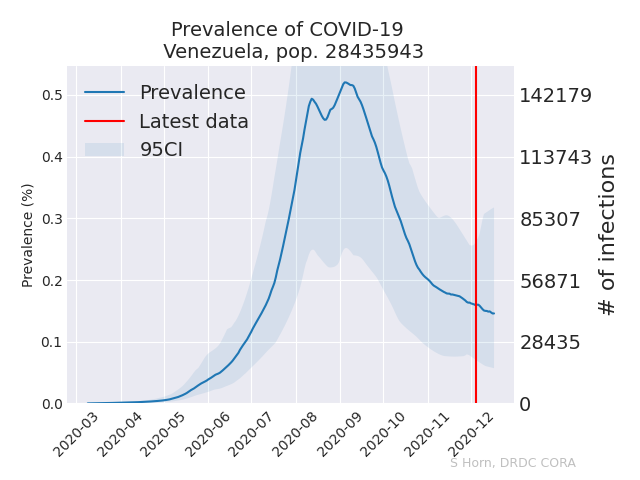 Prevalence of COVID-19
Venezuela, pop. 28435943
Prevalence
Latest data
95CI
Prevalence (%)
0.5
0.4
0.3
0.2
0.1
0.0
142179
113743
85307
56871
28435
0
# of infections
2020-03
2020-04
2020-05
2020-06
2020-07
2020-08
2020-09
2020-10
2020-11
2020-12
S Horn, DRDC CORA